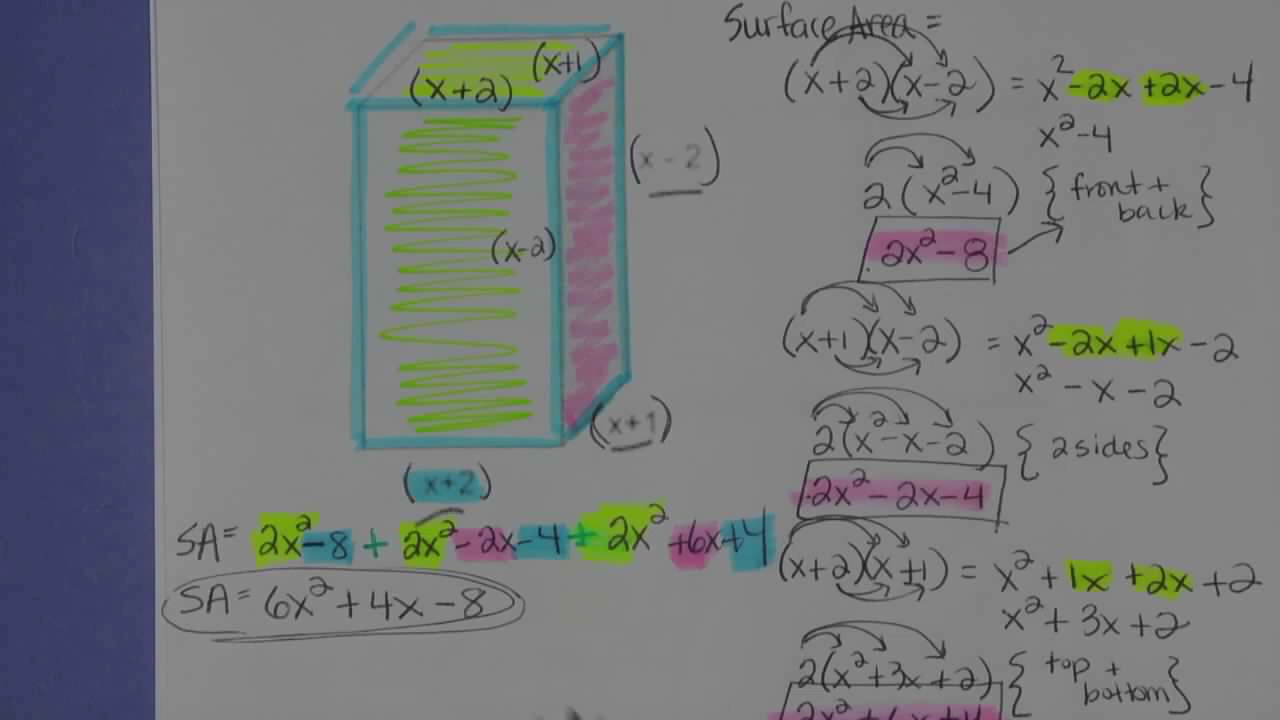 (x+1)
(x+2)
(x - 2)
(x-2)
(x+1)
(x+2)
SA= 2x²-8 + 2x²-2x-4 + 2x² +6x+4
SA= 6x²+4x-8
Surface Area =
(x+2)(x-2) = x²-2x +2x-4
x²-4
2(x²-4) {front + back}
2x²-8
(x+1)(x-2) = x²-2x +1x-2
x² - x - 2
2(x²-x-2) {2 sides}
2x²-2x-4
(x+2)(x+1) = x² + 1x + 2x + 2
x² + 3x + 2
2(x²+3x+2) {top + bottom}
2x²+6x+4